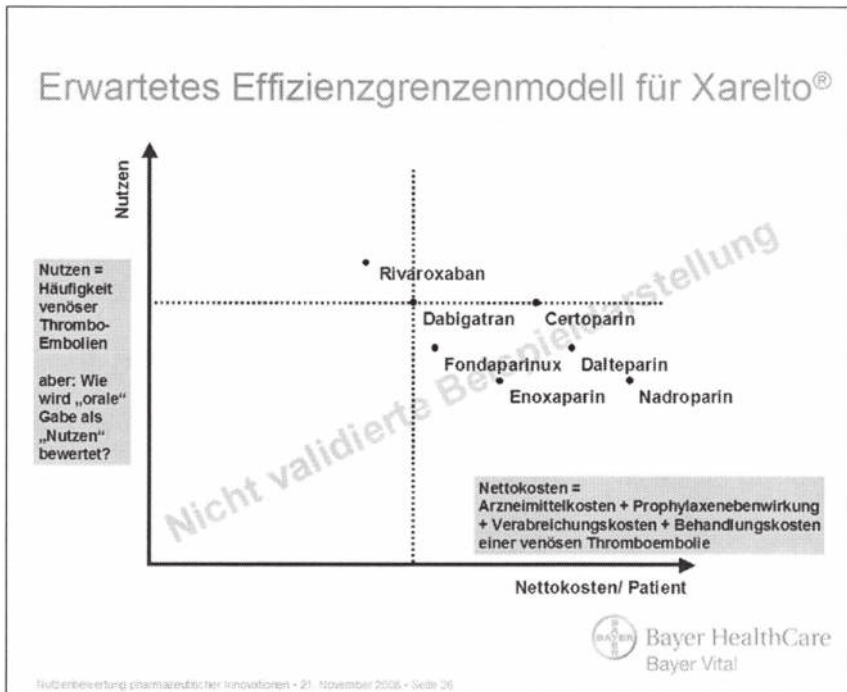 Erwartetes Effizienzgrenzenmodell für Xarelto®
Nutzen
Nutzen =
Häufigkeit
venöser
Thrombo-
Embolien
aber: Wie
wird „orale“
Gabe als
„Nutzen“
bewertet?
Rivaroxaban
Dabigatran
Certoparin
Fondaparinux
Dalteparin
Enoxaparin
Nadroparin
Nicht validierte Beispieldarstellung
Nettokosten =
Arzneimittelkosten + Prophylaxenebenwirkung
+ Verabreichungskosten + Behandlungskosten
einer venösen Thromboembolie
Nettokosten/ Patient
BAYER
Bayer HealthCare
Bayer Vital
Nutzenbewertung pharmazeutischer Innovationen • 21. November 2008 • Seite 26